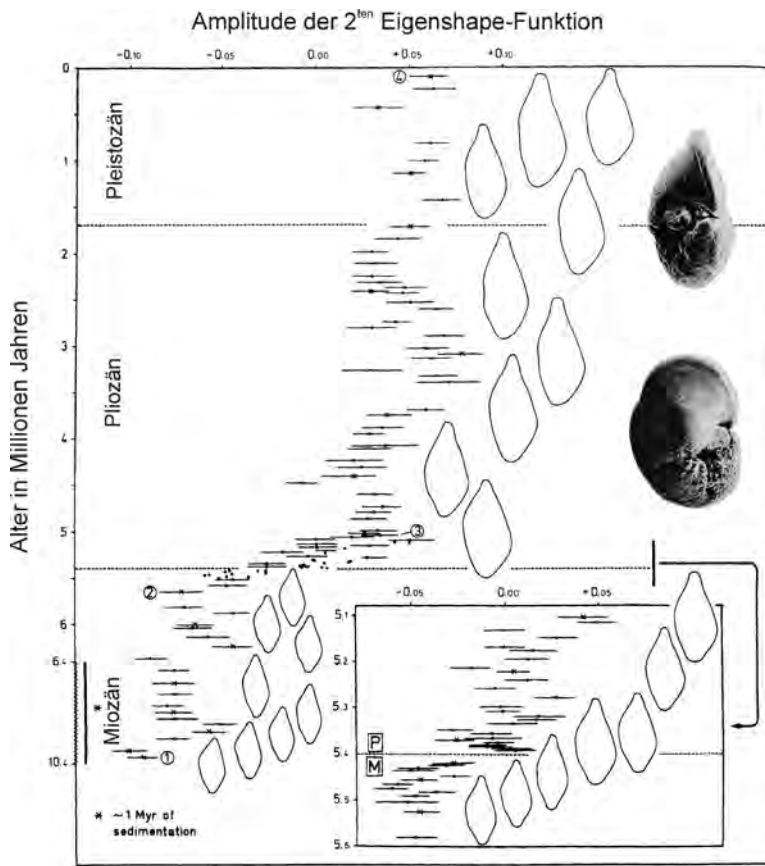 Amplitude der 2ten Eigenshape-Funktion
-0.10 -0.05 0.00 +0.05 +0.10
Alter in Millionen Jahren
0
1
2
3
4
5
6
6.4
10.4
Pleistozän
Pliozän
Miozän
4
3
2
1
* ~1 Myr of
sedimentation
*
-0.05 0.00 +0.05
5.1
5.2
5.3
5.4
5.5
5.6
P
M